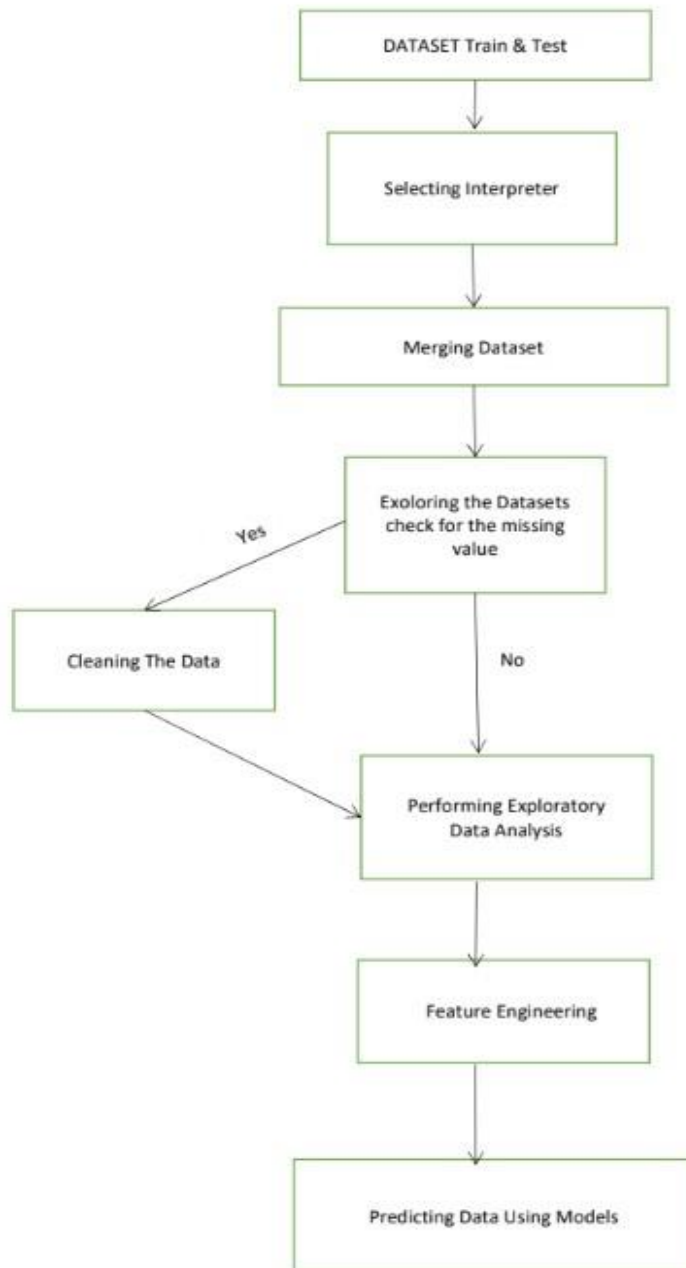 DATASET Train & Test
Selecting Interpreter
Merging Dataset
Exoloring the Datasets
check for the missing
value
Yes
Cleaning The Data
No
Performing Exploratory
Data Analysis
Feature Engineering
Predicting Data Using Models